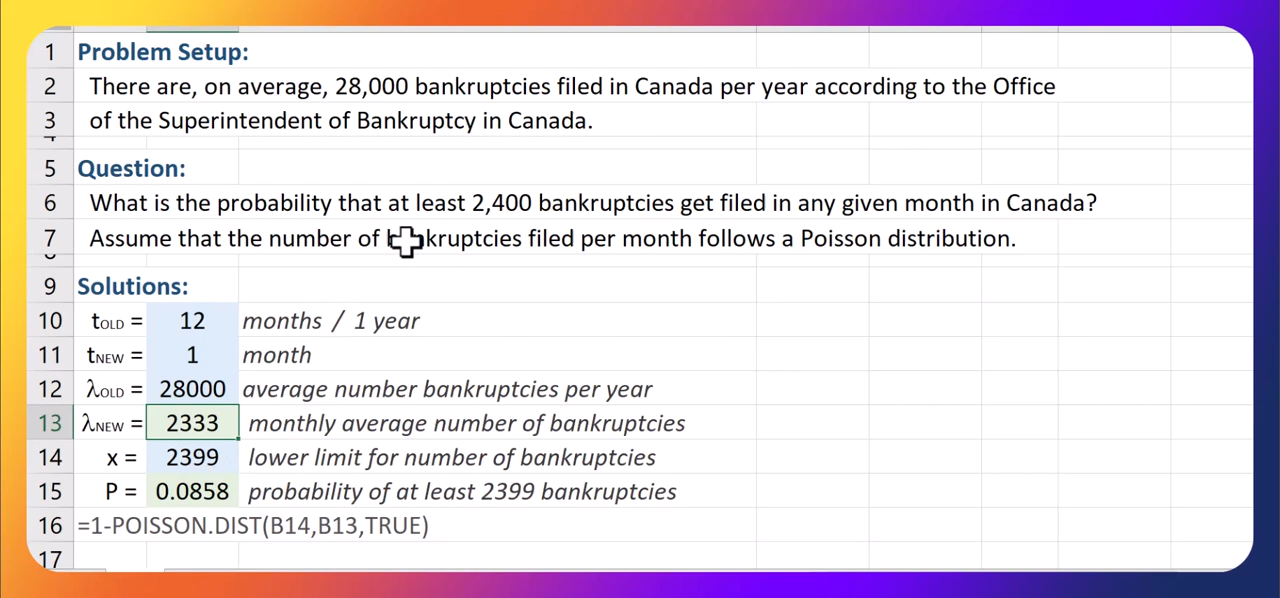 1 Problem Setup:
2 There are, on average, 28,000 bankruptcies filed in Canada per year according to the Office
3 of the Superintendent of Bankruptcy in Canada.
5 Question:
6 What is the probability that at least 2,400 bankruptcies get filed in any given month in Canada?
7 Assume that the number of bankruptcies filed per month follows a Poisson distribution.
9 Solutions:
10 tOLD = 12 months / 1 year
11 tNEW = 1 month
12 λOLD = 28000 average number bankruptcies per year
13 λNEW = 2333 monthly average number of bankruptcies
14 x = 2399 lower limit for number of bankruptcies
15 P = 0.0858 probability of at least 2399 bankruptcies
16 =1-POISSON.DIST(B14,B13,TRUE)
17